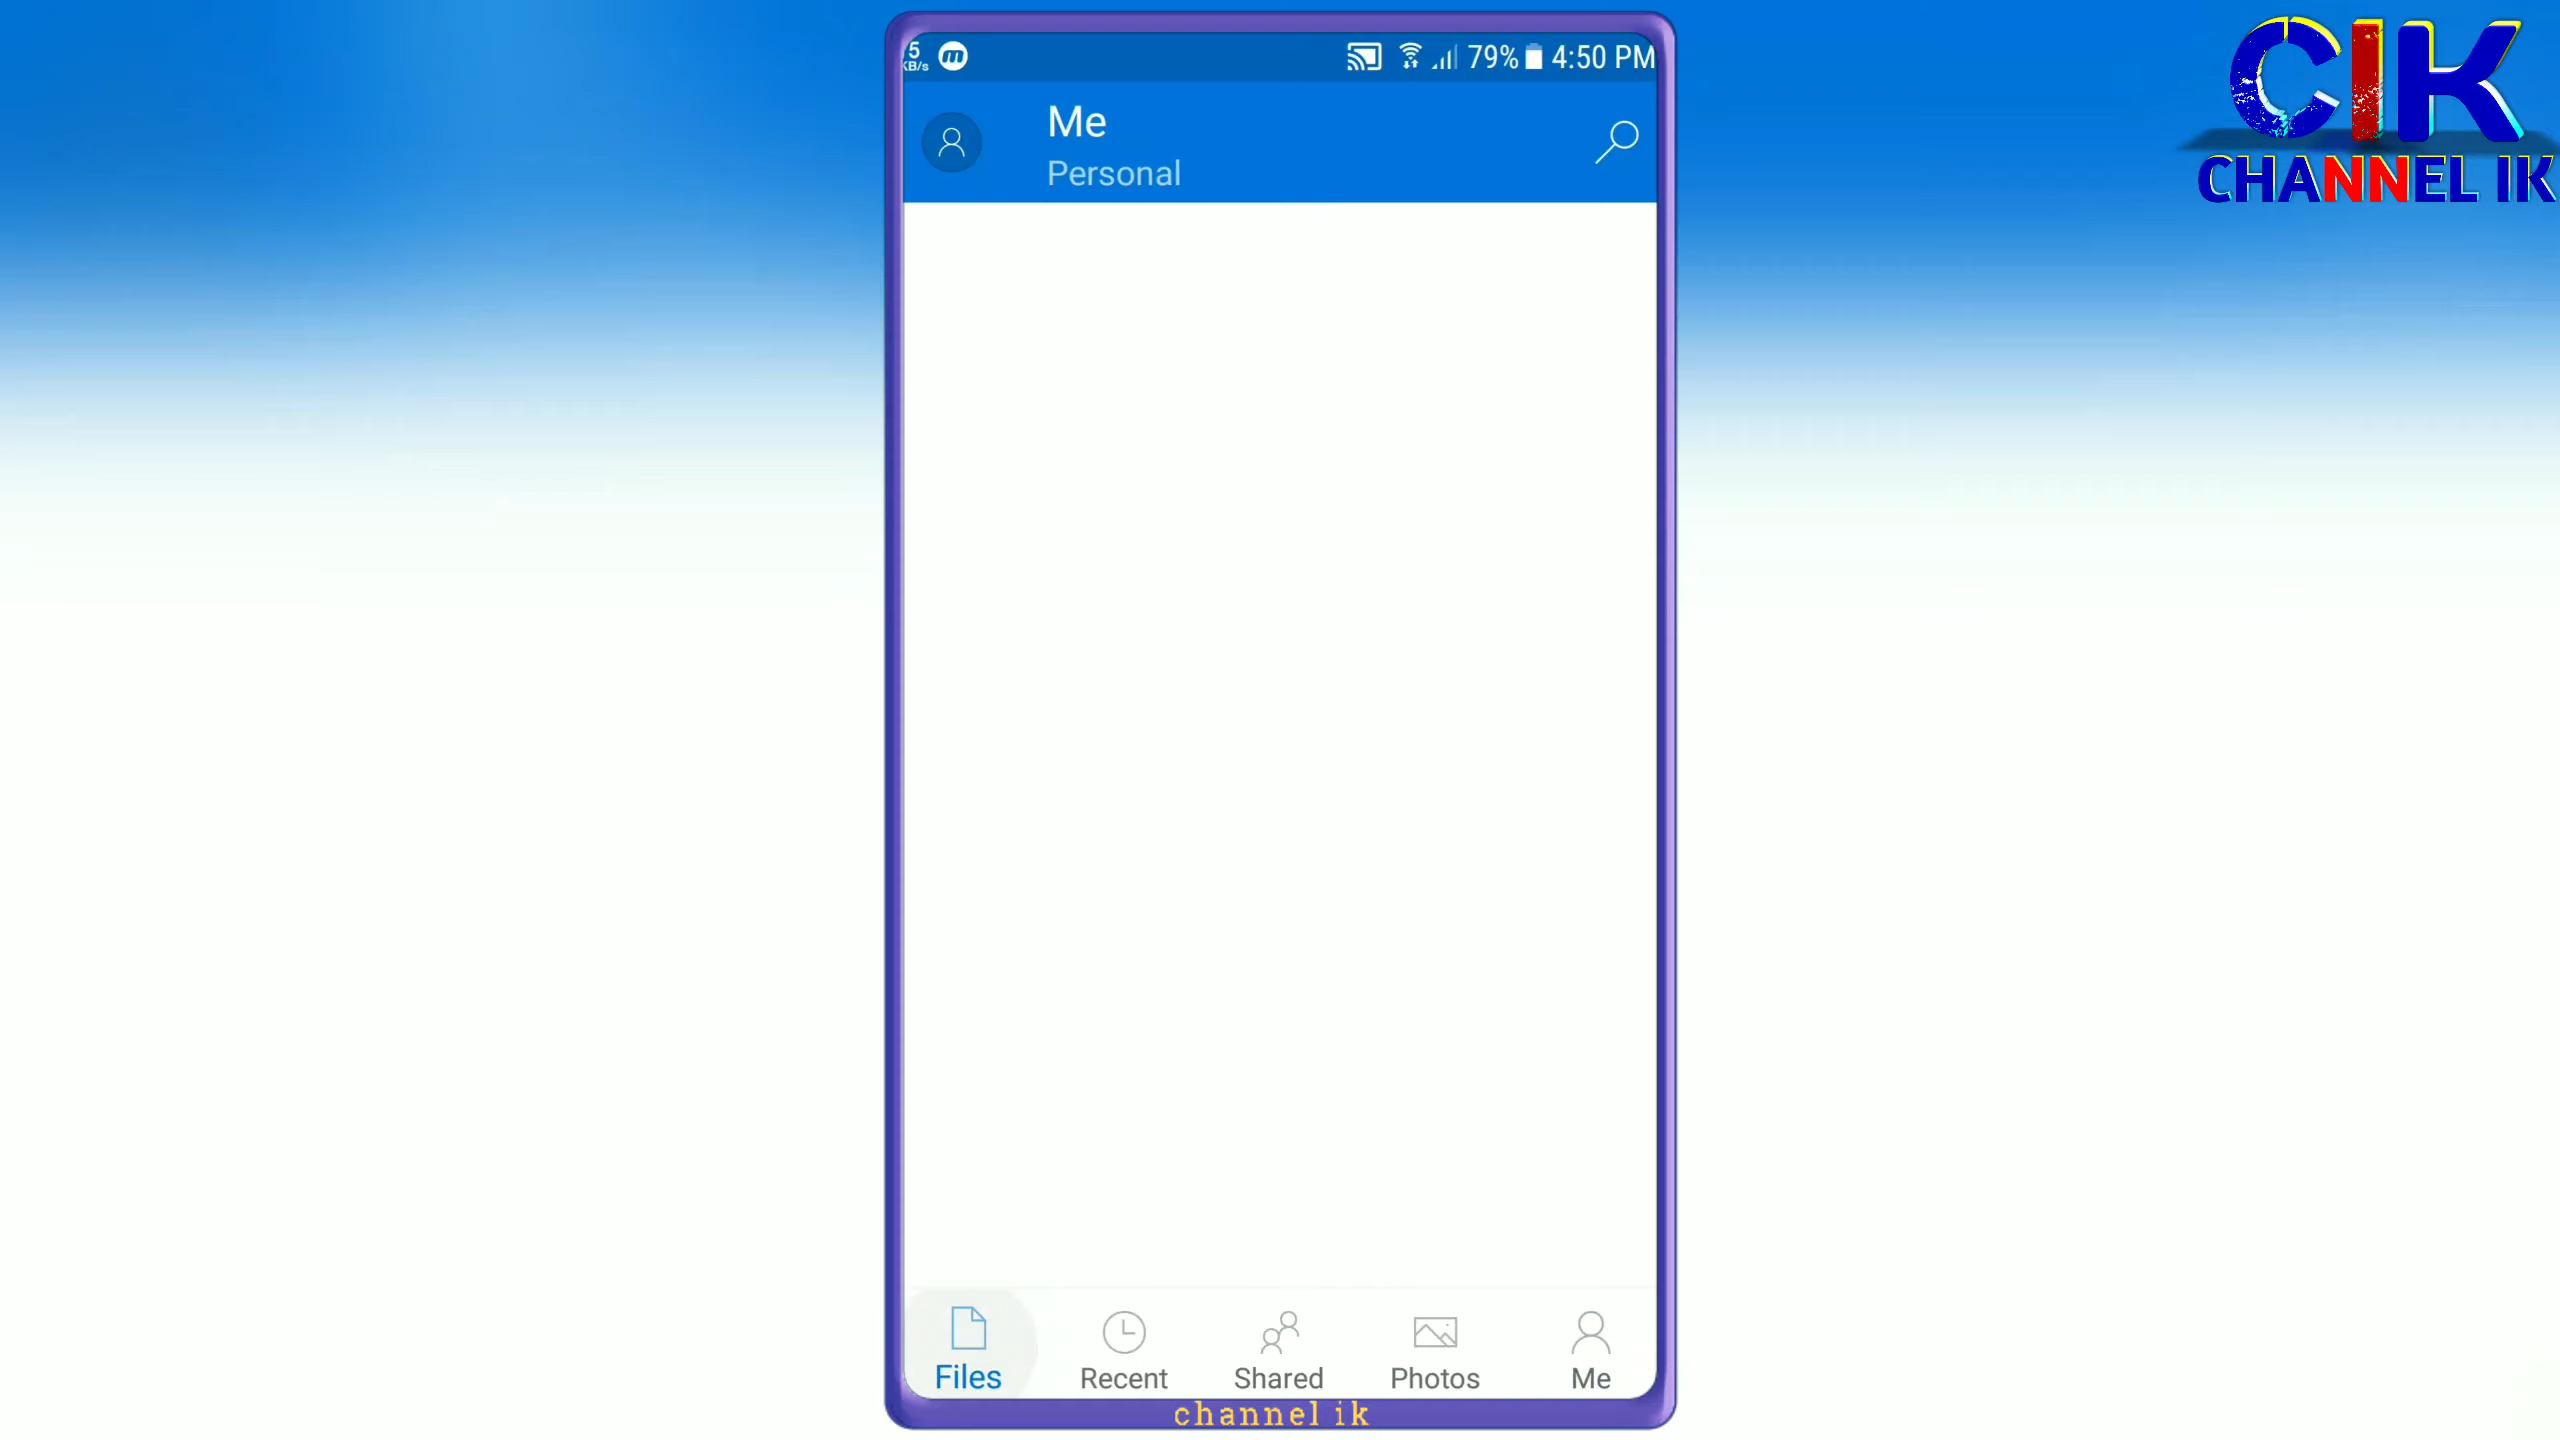 5
KB/s
79% 4:50 PM
CIK
CHANNEL IK
Me
Personal
Files
Recent
Shared
Photos
Me
channel ik